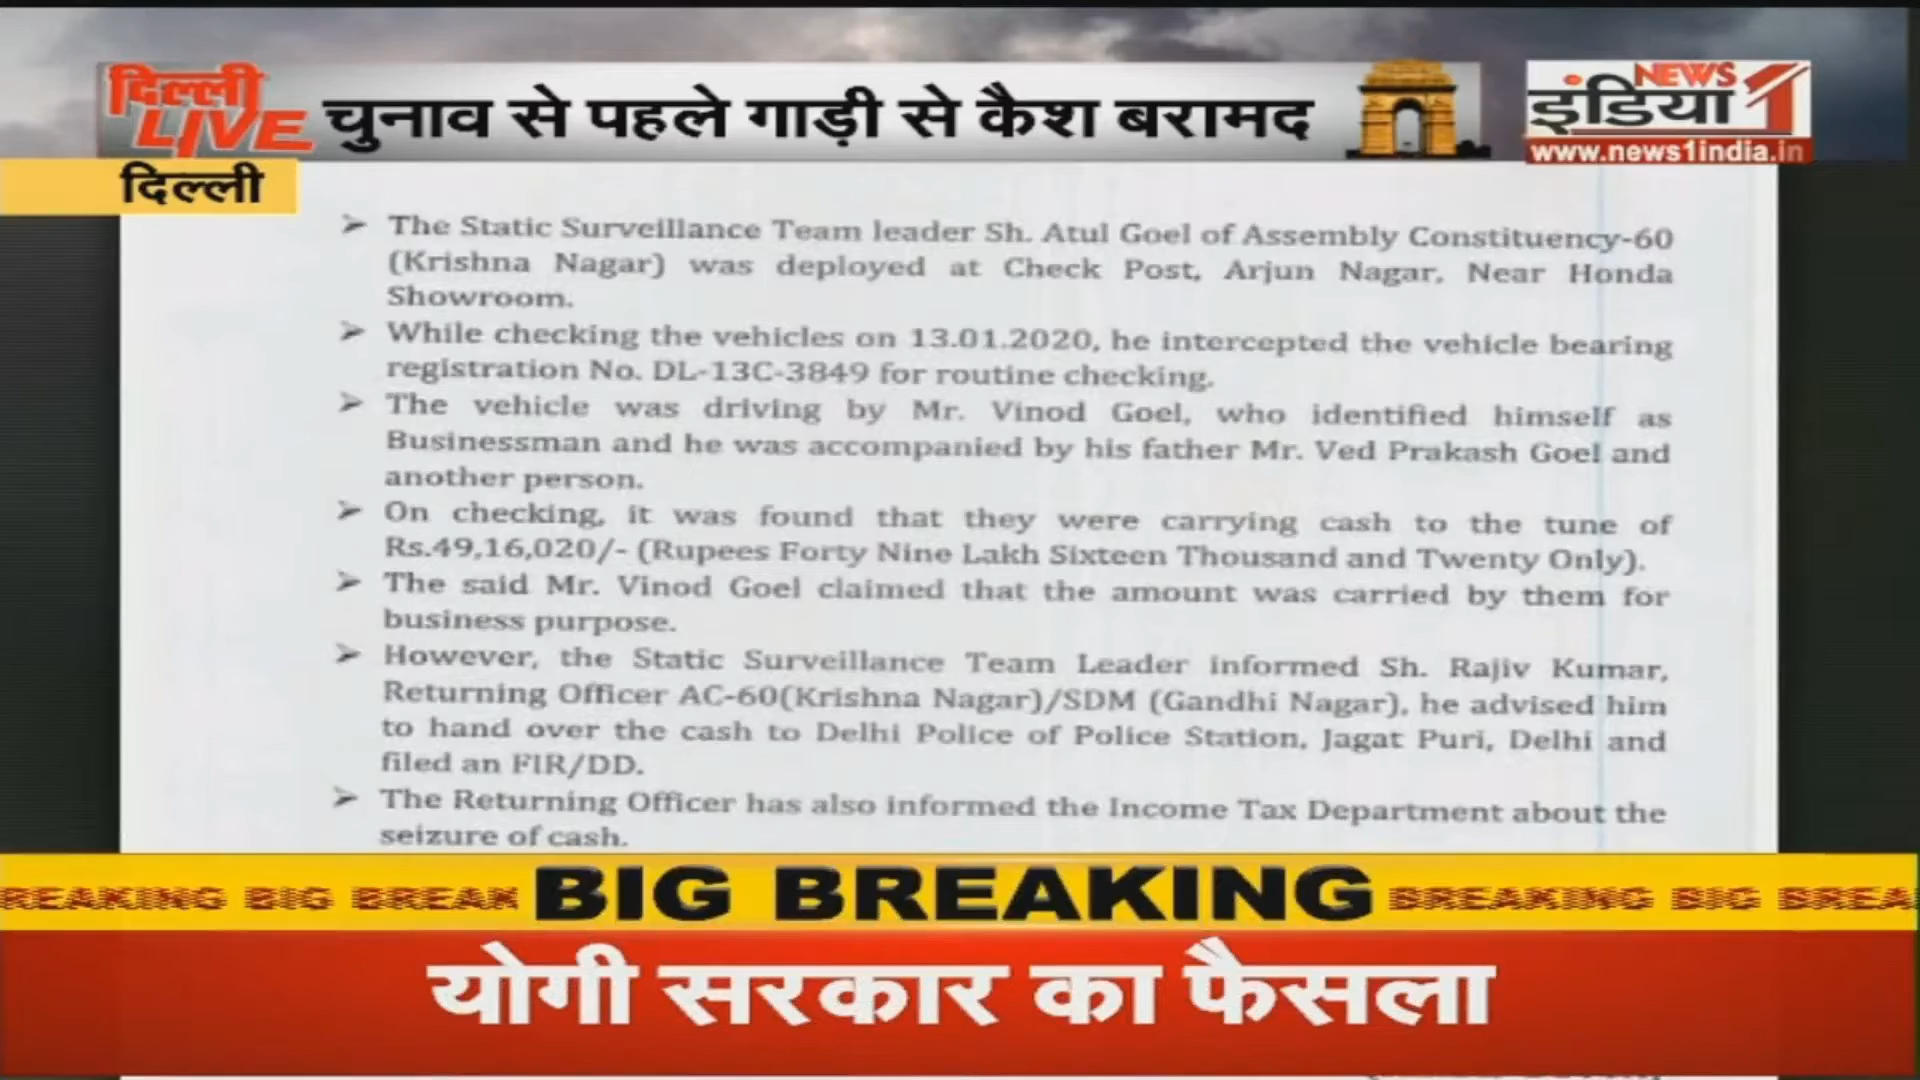 दिल्ली
LIVE
चुनाव से पहले गाड़ी से कैश बरामद
NEWS
इंडिया 1
www.news1india.in
दिल्ली
➢ The Static Surveillance Team leader Sh. Atul Goel of Assembly Constituency-60
(Krishna Nagar) was deployed at Check Post, Arjun Nagar, Near Honda
Showroom.
➢ While checking the vehicles on 13.01.2020, he intercepted the vehicle bearing
registration No. DL-13C-3849 for routine checking.
➢ The vehicle was driving by Mr. Vinod Goel, who identified himself as
Businessman and he was accompanied by his father Mr. Ved Prakash Goel and
another person.
➢ On checking, it was found that they were carrying cash to the tune of
Rs.49,16,020/- (Rupees Forty Nine Lakh Sixteen Thousand and Twenty Only).
➢ The said Mr. Vinod Goel claimed that the amount was carried by them for
business purpose.
➢ However, the Static Surveillance Team Leader informed Sh. Rajiv Kumar,
Returning Officer AC-60(Krishna Nagar)/SDM (Gandhi Nagar), he advised him
to hand over the cash to Delhi Police of Police Station, Jagat Puri, Delhi and
filed an FIR/DD.
➢ The Returning Officer has also informed the Income Tax Department about the
seizure of cash.
REAKING BIG BREAK BIG BREAKING BREAKING BIG BREA
योगी सरकार का फैसला